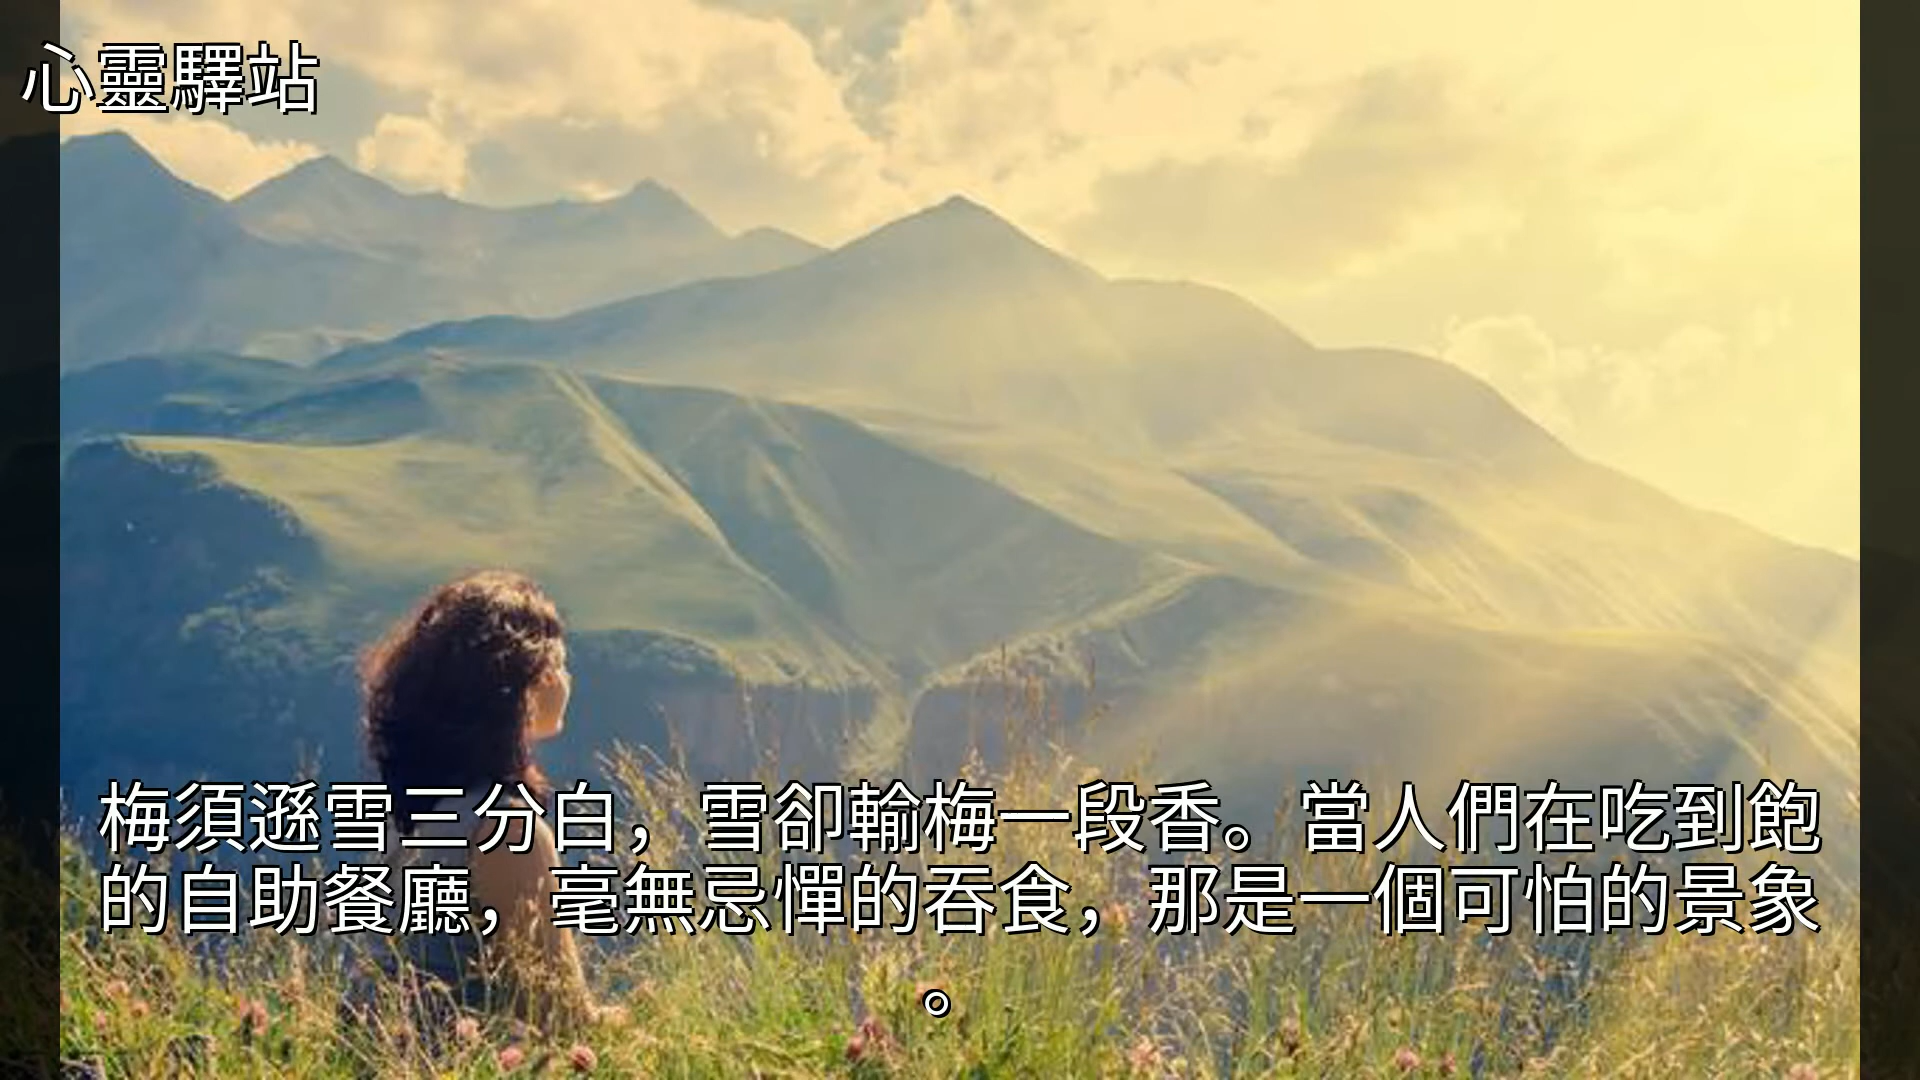 心靈驛站
梅須遜雪三分白，雪卻輸梅一段香。當人們在吃到飽
的自助餐廳，毫無忌憚的吞食，那是一個可怕的景象
。